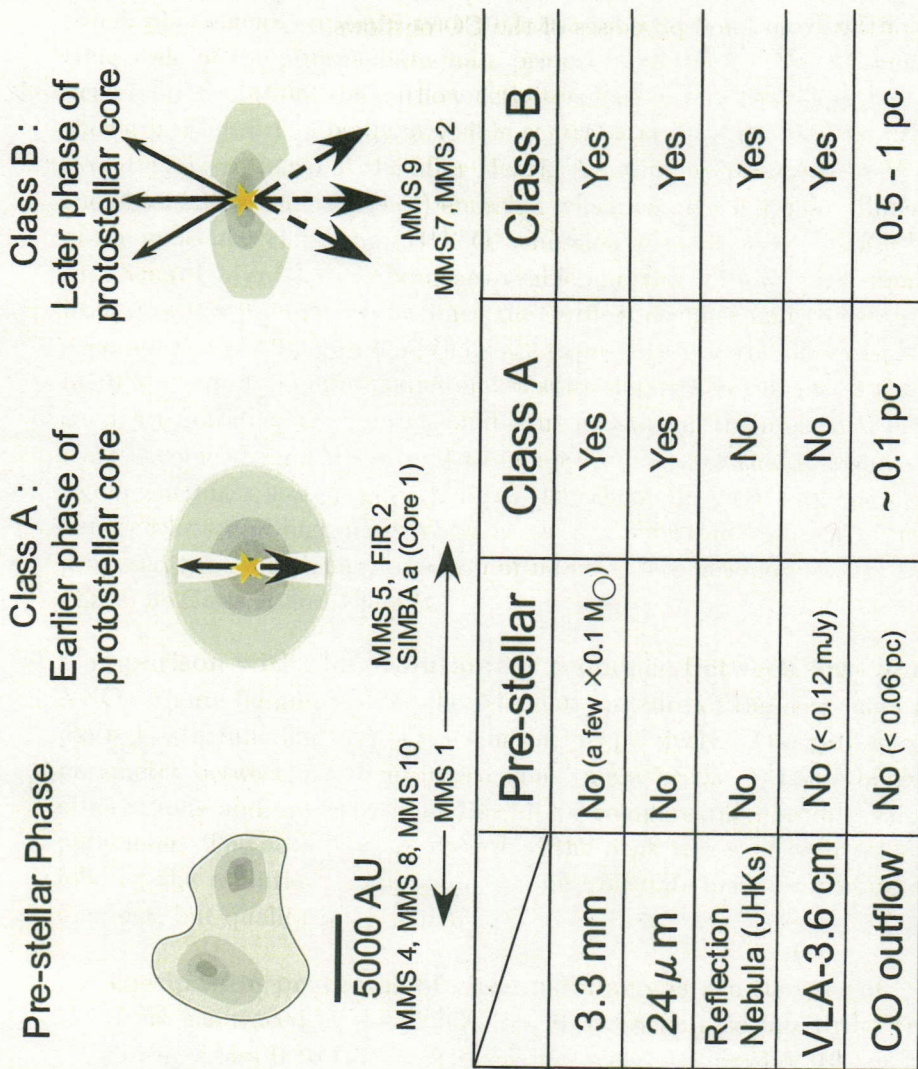 Pre-stellar Phase
Class A :
Earlier phase of
protostellar core
Class B :
Later phase of
protostellar core
5000 AU
MMS 4, MMS 8, MMS 10
MMS 1
MMS 5, FIR2
SIMBA a (Core 1)
MMS 9
MMS 7, MMS 2
Pre-stellar Class A Class B
3.3 mm No (a few × 0.1 M○) Yes Yes
24 μ m No Yes Yes
Reflection
Nebula (JHKs) No No Yes
VLA-3.6 cm No (< 0.12 mJy) No Yes
CO outflow No (< 0.06pc) ~ 0.1 pc 0.5 - 1 pc